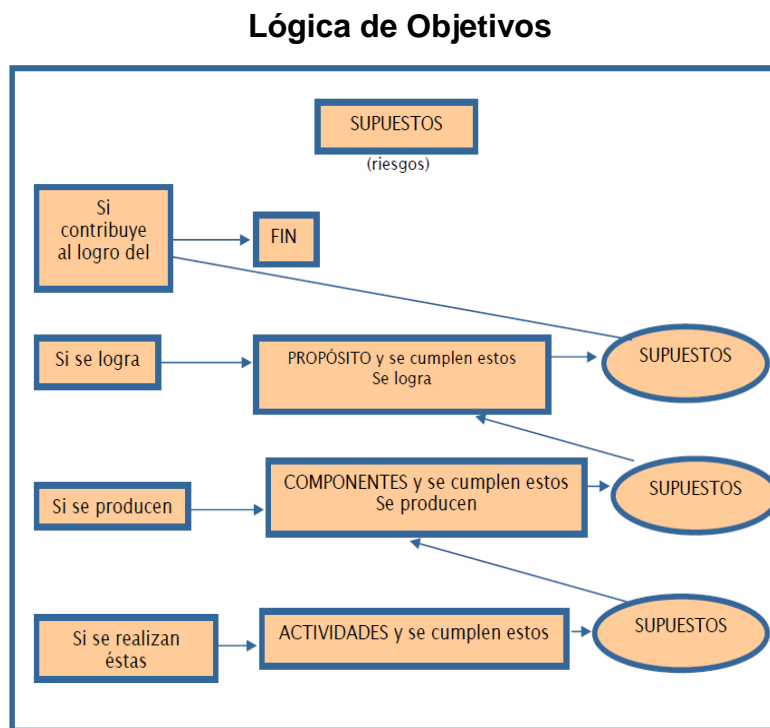 Lógica de Objetivos
SUPUESTOS
(riesgos)
Si
contribuye
al logro del
FIN
Si se logra
PROPÓSITO y se cumplen estos
Se logra
SUPUESTOS
Si se producen
COMPONENTES y se cumplen estos
Se producen
SUPUESTOS
Si se realizan
éstas
ACTIVIDADES y se cumplen estos
SUPUESTOS